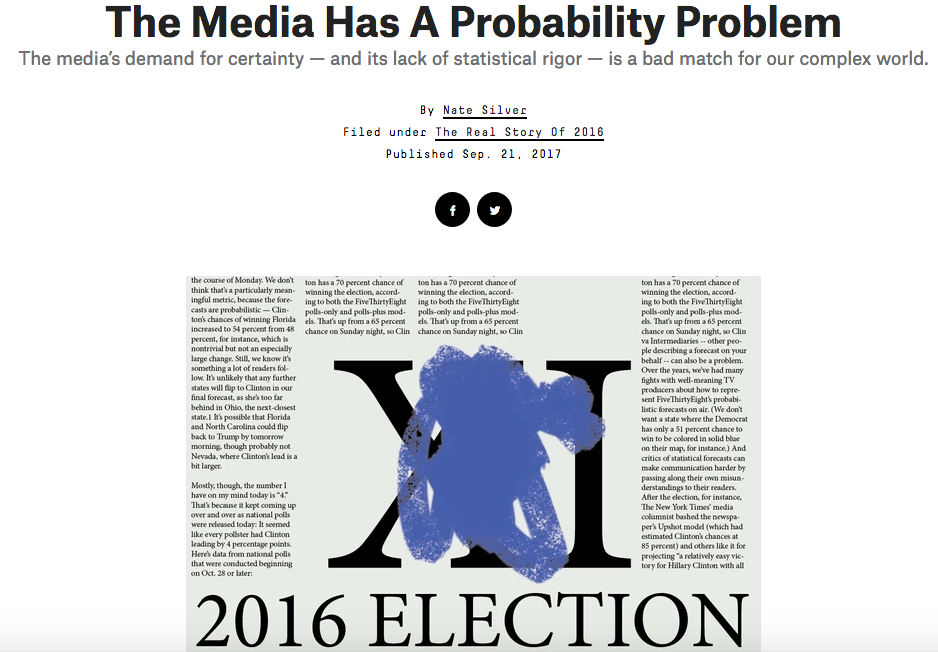 The Media Has A Probability Problem
The media's demand for certainty — and its lack of statistical rigor — is a bad match for our complex world.
By Nate Silver
Filed under The Real Story Of 2016
Published Sep. 21, 2017
f
the course of Monday. We don't
think that's a particularly mean-
ingful metric, because the fore-
casts are probabilistic — Clin-
ton's chances of winning Florida
increased to 54 percent from 48
percent, for instance, which is
nontrivial but not an especially
large change. Still, we know it's
something a lot of readers fol-
low. It's unlikely that any further
states will flip to Clinton in our
final forecast, as she's too far
behind in Ohio, the next-closest
state.1 It's possible that Florida
and North Carolina could flip
back to Trump by tomorrow
morning, though probably not
Nevada, where Clinton's lead is a
bit larger.
Mostly, though, the number I
have on my mind today is "4."
That's because it kept coming up
over and over as national polls
were released today: It seemed
like every pollster had Clinton
leading by 4 percentage points.
Here's data from national polls
that were conducted beginning
on Oct. 28 or later:
ton has a 70 percent chance of
winning the election, accord-
ing to both the FiveThirtyEight
polls-only and polls-plus mod-
els. That's up from a 65 percent
chance on Sunday night, so Clin
ton has a 70 percent chance of
winning the election, accord-
ing to both the FiveThirtyEight
polls-only and polls-plus mod-
els. That's up from a 65 percent
chance on Sunday night, so Clin
ton has a 70 percent chance of
winning the election, accord-
ing to both the FiveThirtyEight
polls-only and polls-plus mod-
els. That's up from a 65 percent
chance on Sunday night, so Clin
va Intermediaries -- other peo-
ple describing a forecast on your
behalf -- can also be a problem.
Over the years, we've had many
fights with well-meaning TV
producers about how to repre-
sent FiveThirtyEight's probabi-
listic forecasts on air. (We don't
want a state where the Democrat
has only a 51 percent chance to
win to be colored in solid blue
on their map, for instance.) And
critics of statistical forecasts can
make communication harder by
passing along their own misun-
derstandings to their readers.
After the election, for instance,
The New York Times' media
columnist bashed the newspa-
per's Upshot model (which had
estimated Clinton's chances at
85 percent) and others like it for
projecting "a relatively easy vic-
tory for Hillary Clinton with all
2016 ELECTION